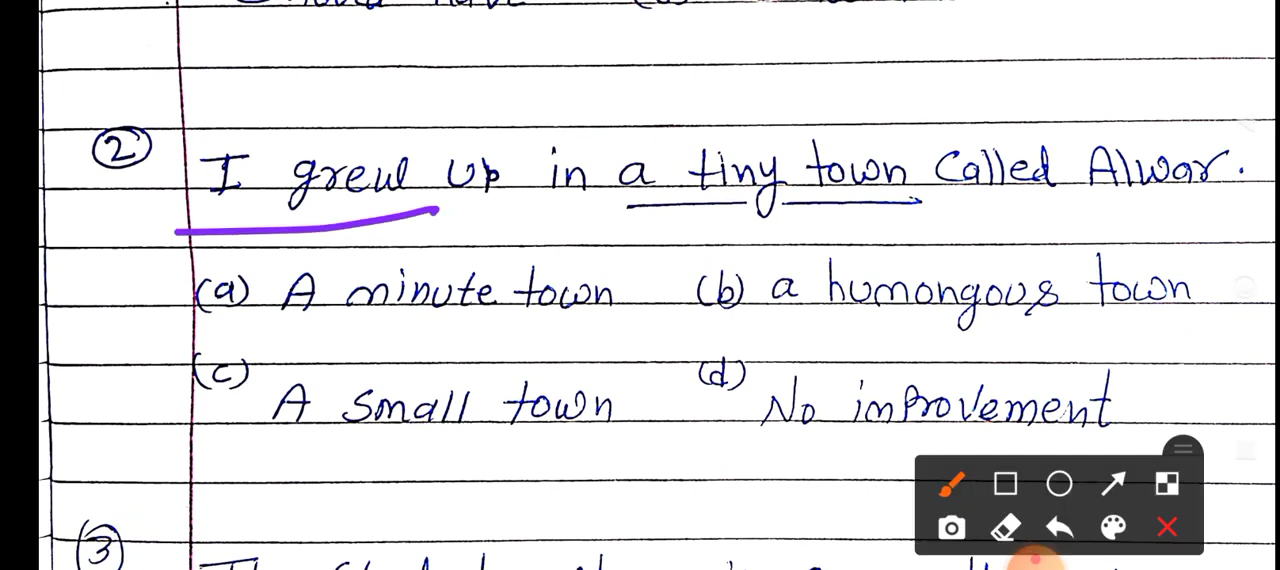 ② I grew up in a tiny town Called Alwar.
(a) A minute town (b) a humongous town
(c) A small town (d) No improvement
③